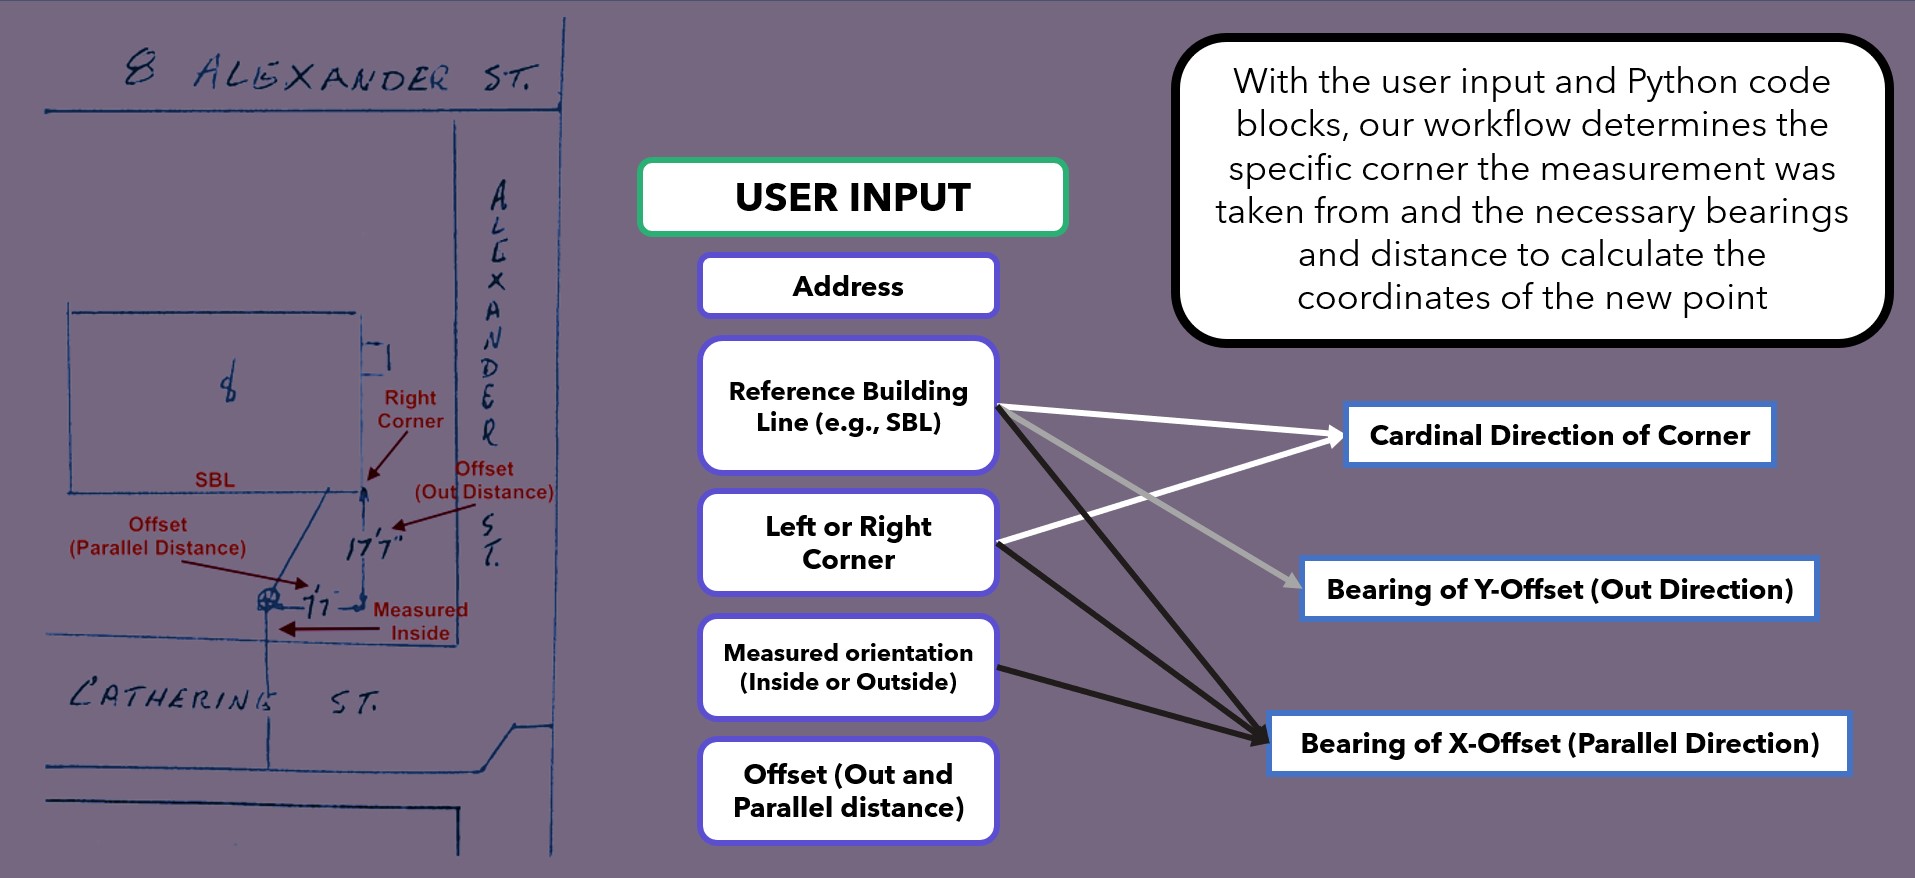 8 ALEXANDER ST.
ALEXANDER ST.
8
Right
Corner
SBL
Offset
(Out Distance)
Offset
(Parallel Distance)
17'7"
7'7"
Measured
Inside
CATHERINE ST.
USER INPUT
Address
Reference Building
Line (e.g., SBL)
Left or Right
Corner
Measured orientation
(Inside or Outside)
Offset (Out and
Parallel distance)
With the user input and Python code
blocks, our workflow determines the
specific corner the measurement was
taken from and the necessary bearings
and distance to calculate the
coordinates of the new point
Cardinal Direction of Corner
Bearing of Y-Offset (Out Direction)
Bearing of X-Offset (Parallel Direction)